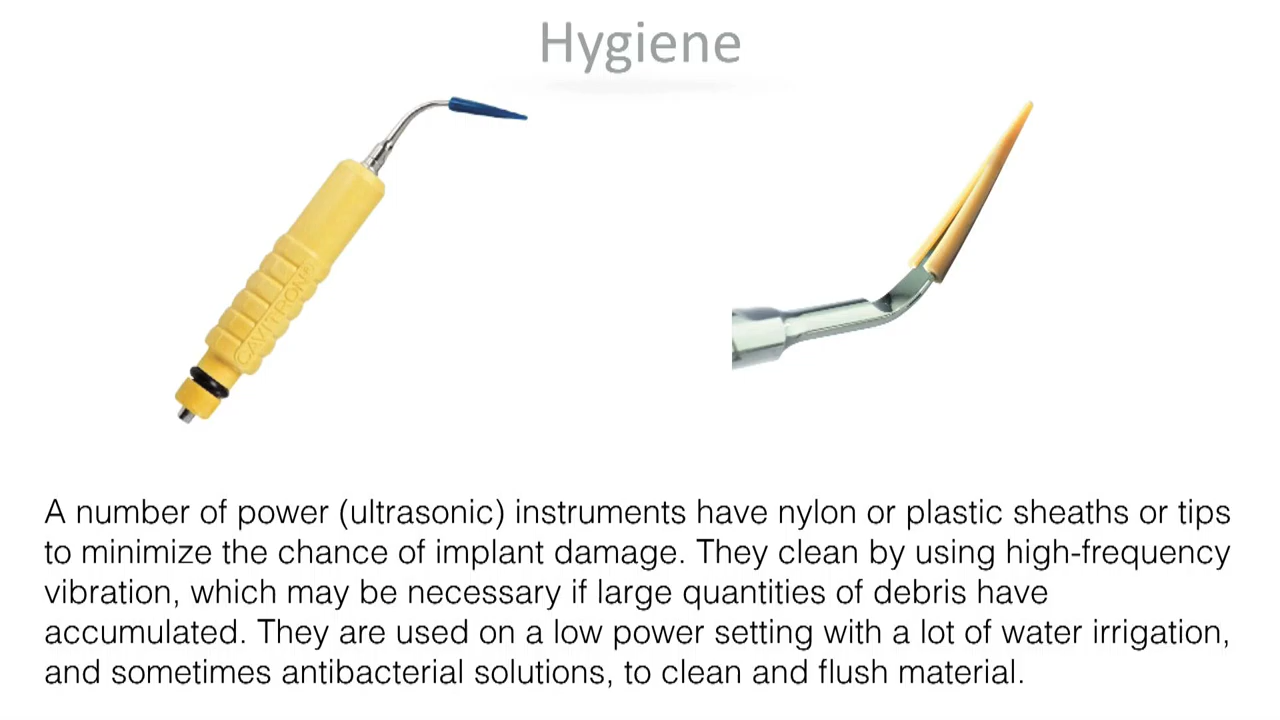 Hygiene
CAVITRON®
A number of power (ultrasonic) instruments have nylon or plastic sheaths or tips
to minimize the chance of implant damage. They clean by using high-frequency
vibration, which may be necessary if large quantities of debris have
accumulated. They are used on a low power setting with a lot of water irrigation,
and sometimes antibacterial solutions, to clean and flush material.